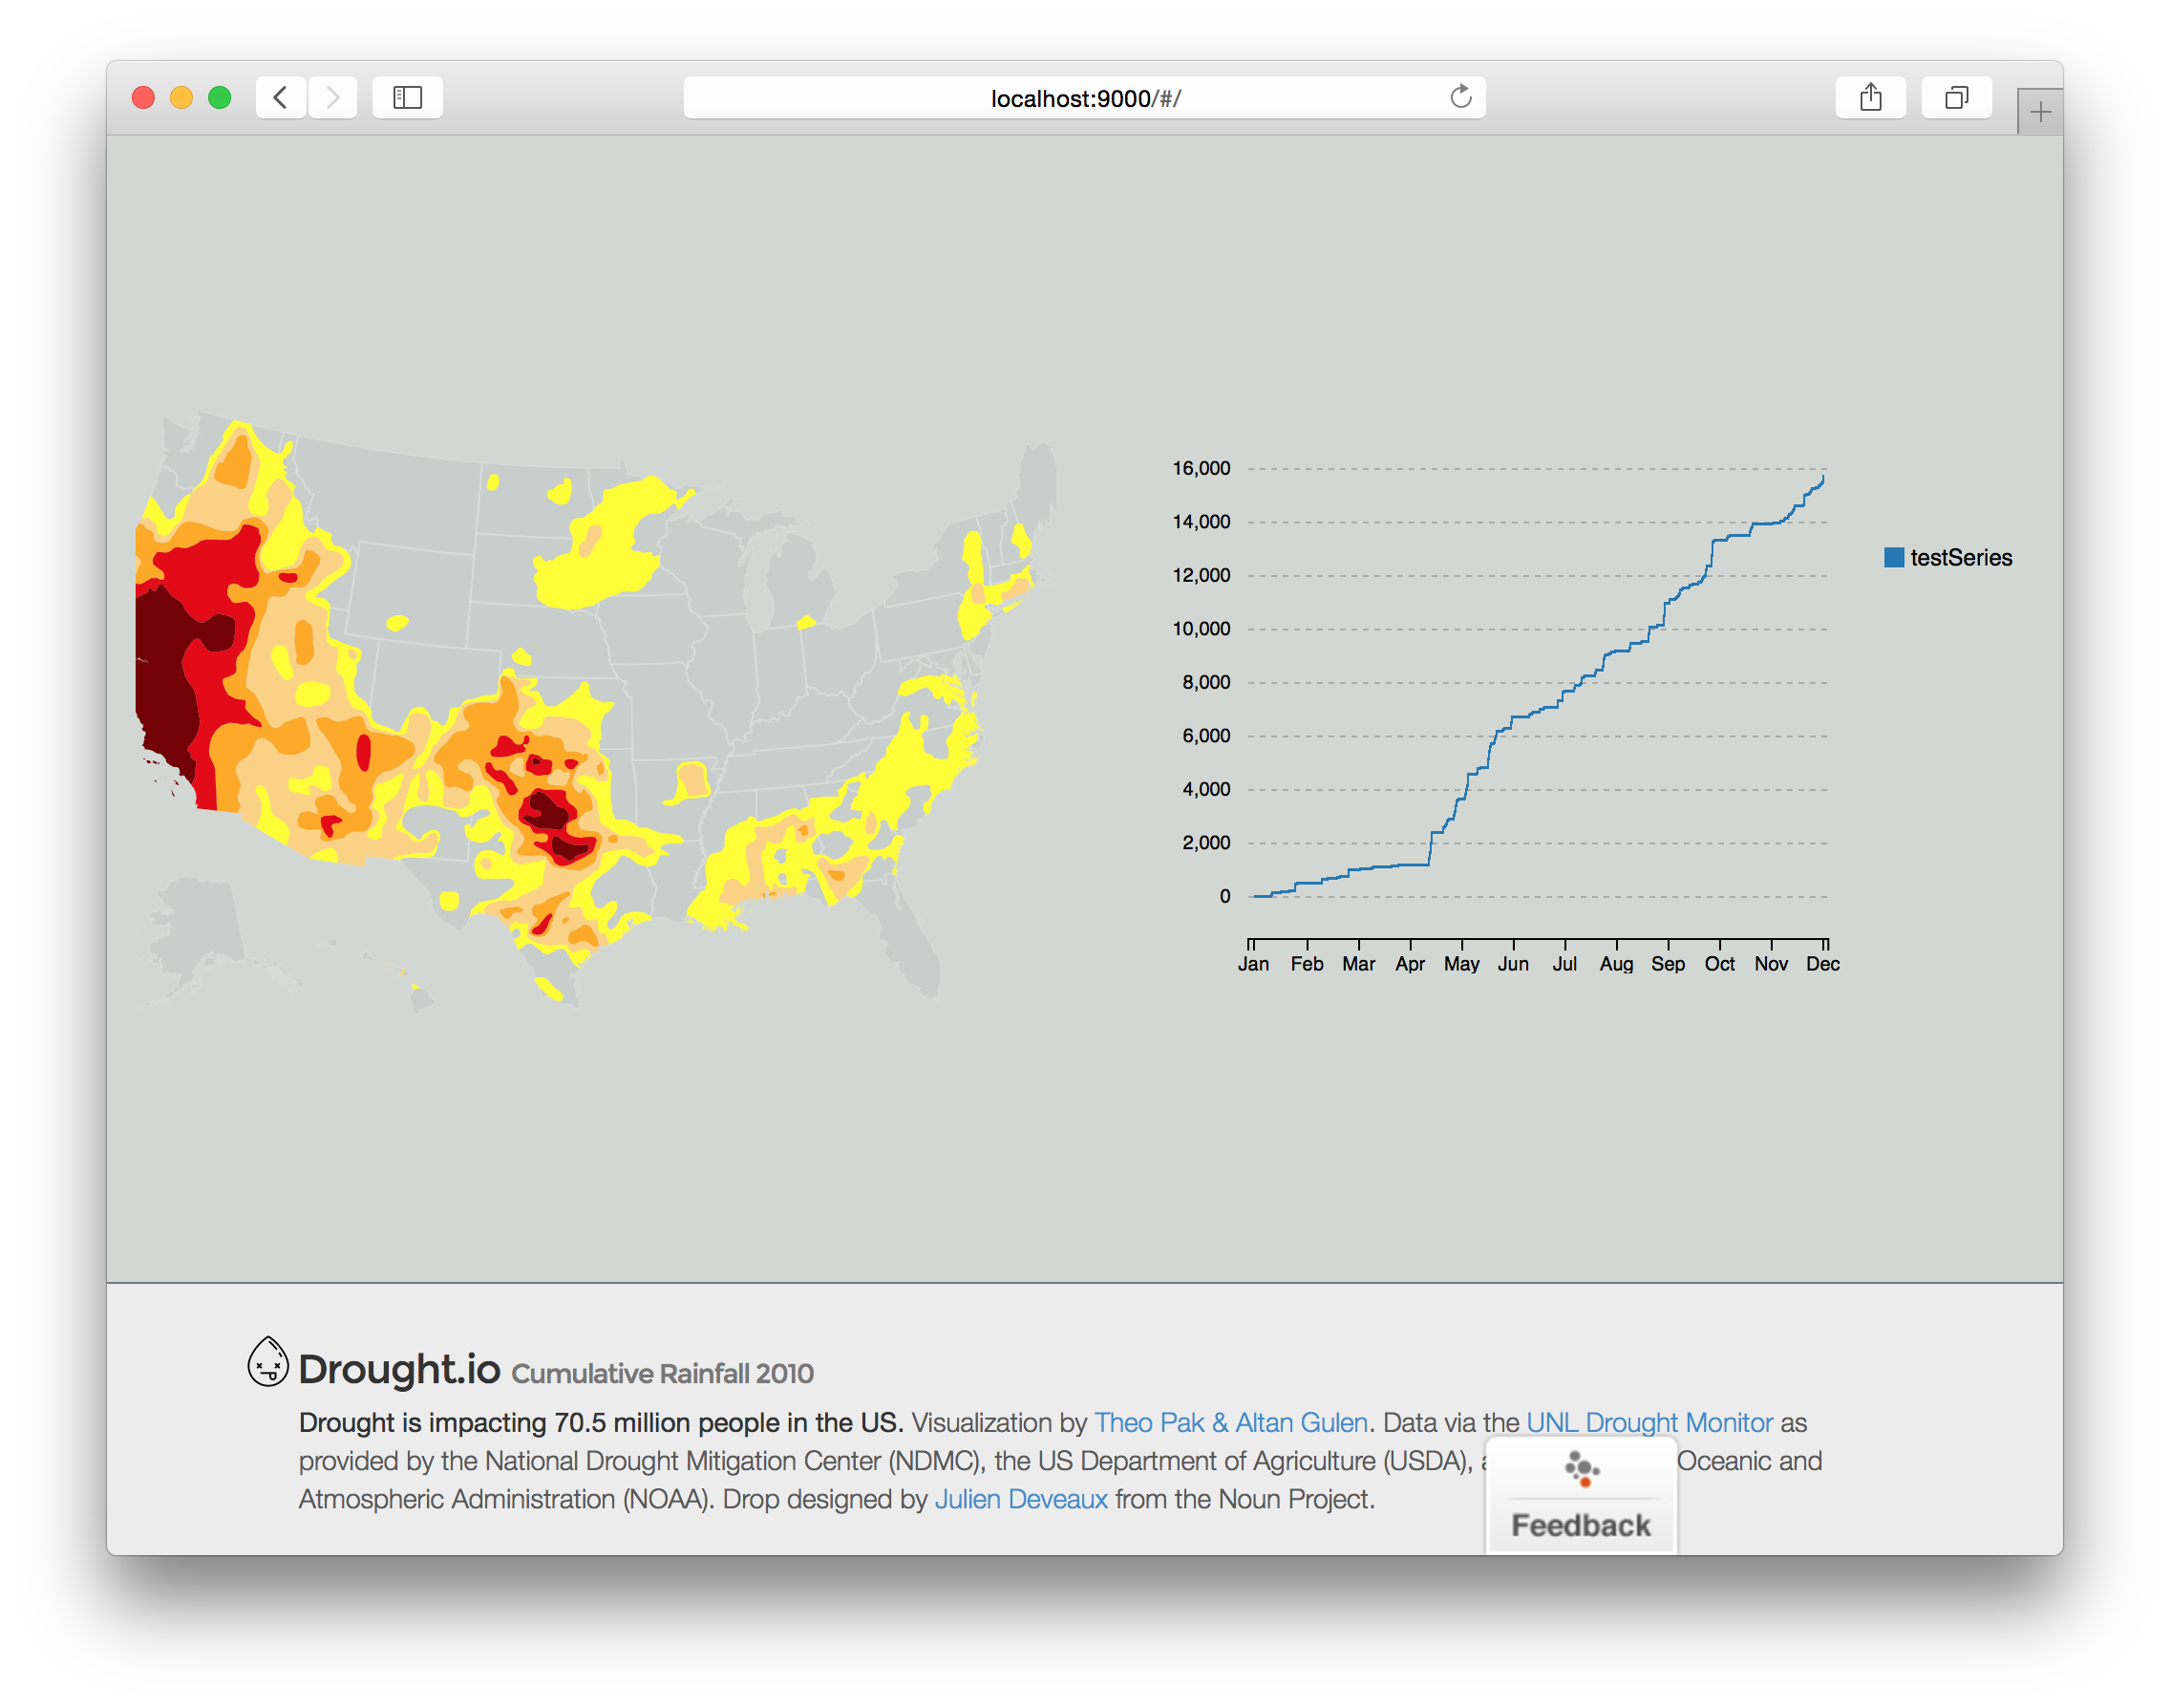 localhost:9000/#/
16,000
14,000
12,000
10,000
8,000
6,000
4,000
2,000
0
Jan Feb Mar Apr May Jun Jul Aug Sep Oct Nov Dec
testSeries
Drought.io Cumulative Rainfall 2010
Drought is impacting 70.5 million people in the US. Visualization by Theo Pak & Altan Gulen. Data via the UNL Drought Monitor as
provided by the National Drought Mitigation Center (NDMC), the US Department of Agriculture (USDA), Oceanic and
Atmospheric Administration (NOAA). Drop designed by Julien Deveaux from the Noun Project.
Feedback